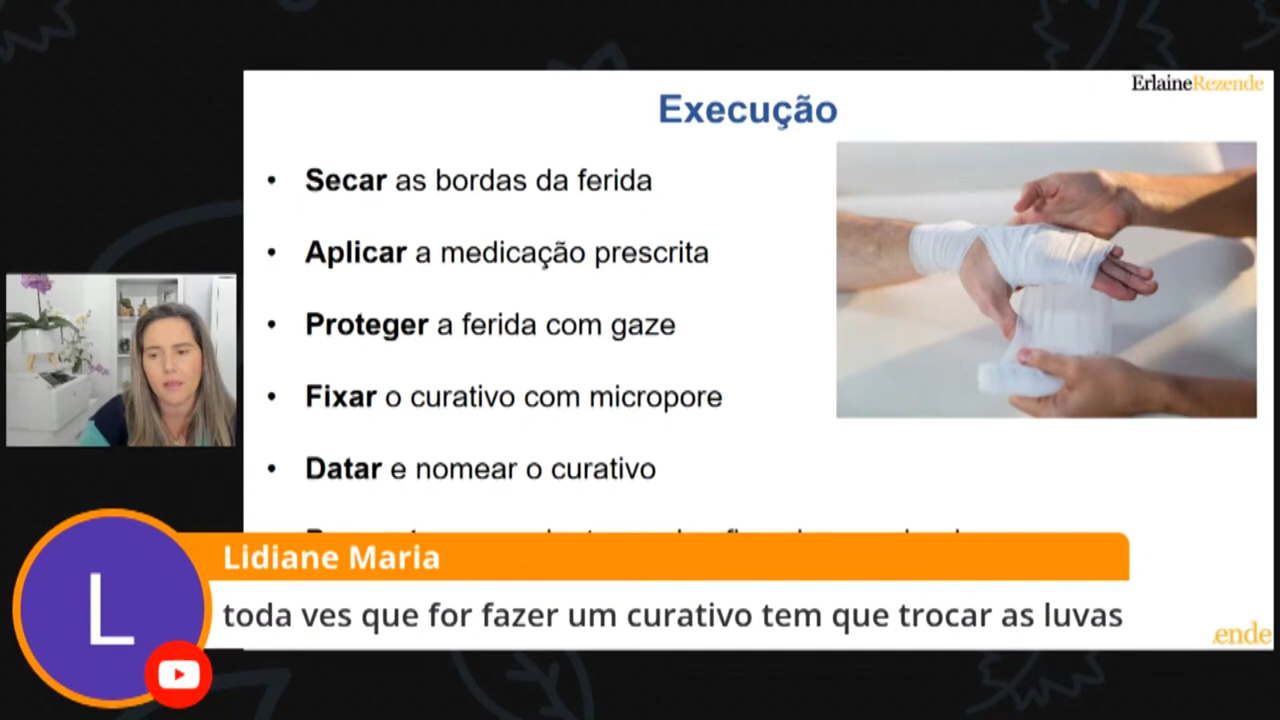 ErlaineRezende
Execução
• Secar as bordas da ferida
• Aplicar a medicação prescrita
• Proteger a ferida com gaze
• Fixar o curativo com micropore
• Datar e nomear o curativo
Lidiane Maria
L
toda ves que for fazer um curativo tem que trocar as luvas
ende